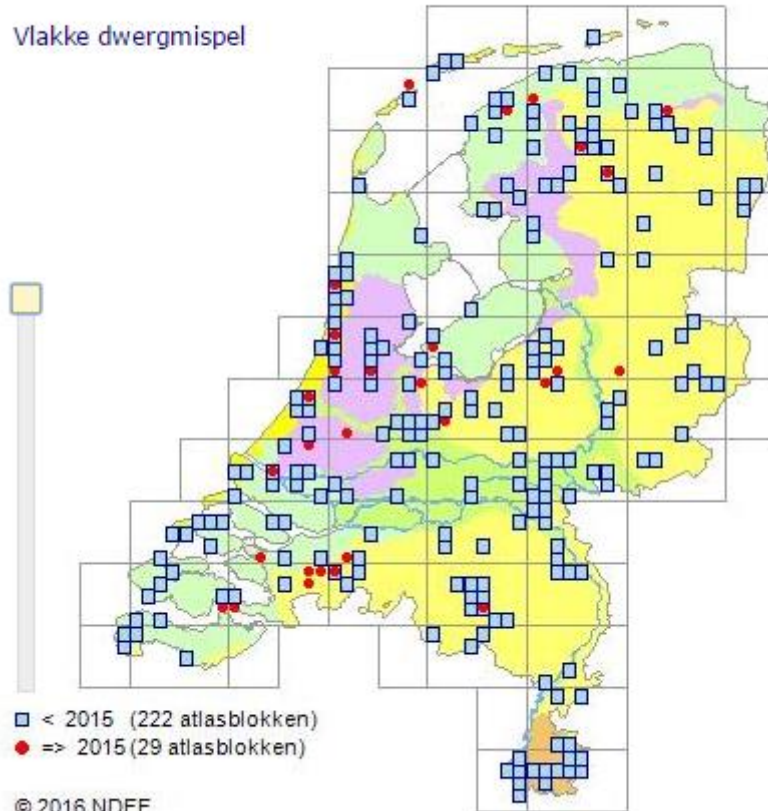 Vlakke dwergmispel
< 2015 (222 atlasblokken)
=> 2015 (29 atlasblokken)
© 2016 NDFF